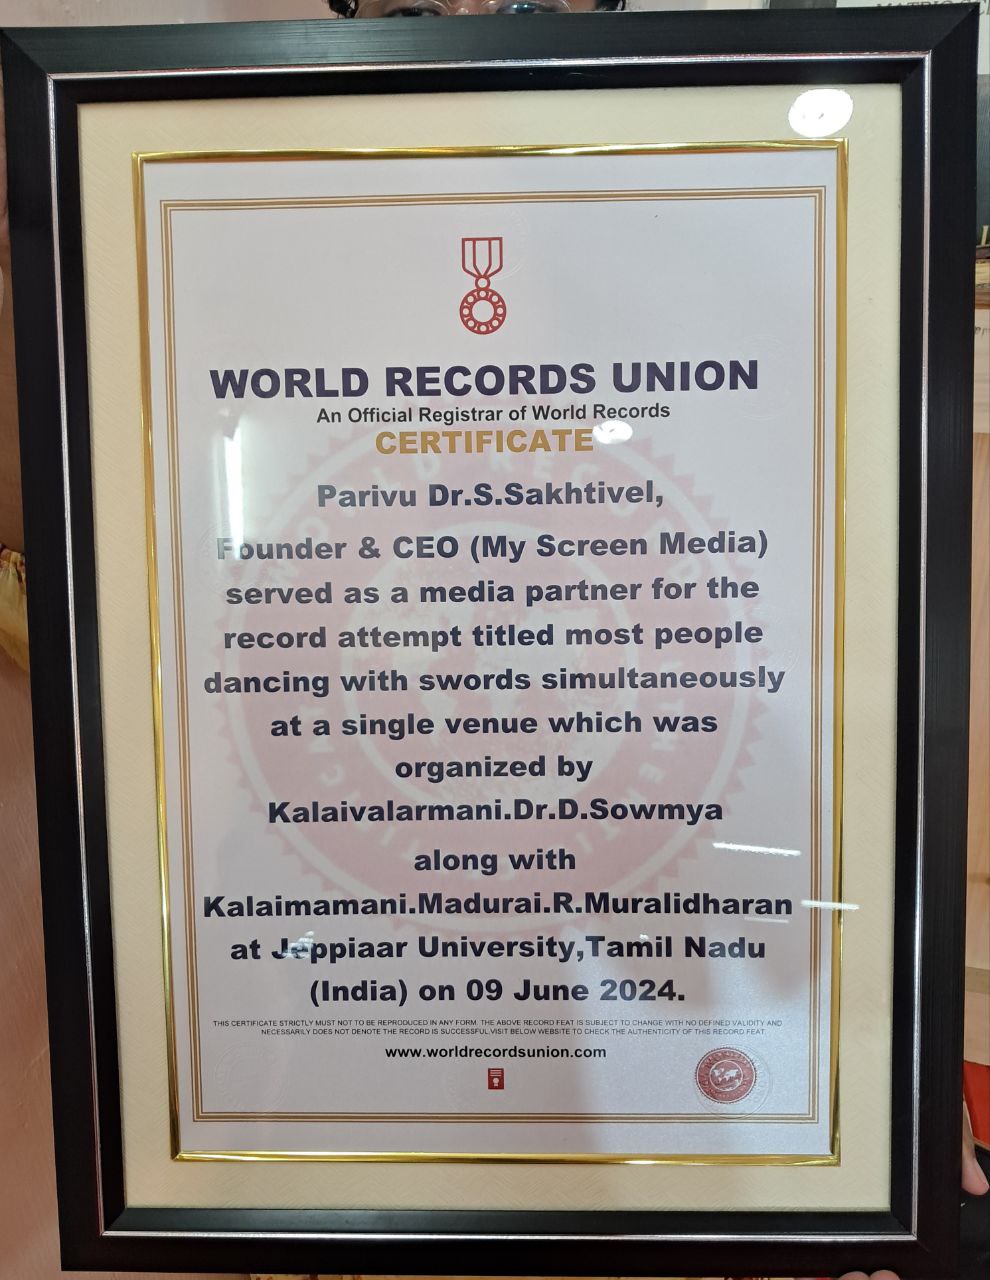 WORLD RECORDS UNION
An Official Registrar of World Records
CERTIFICATE
Parivu Dr.S.Sakhtivel,
Founder & CEO (My Screen Media)
served as a media partner for the
record attempt titled most people
dancing with swords simultaneously
at a single venue which was
organized by
Kalaivalarmani.Dr.D.Sowmya
along with
Kalaimamani.Madurai.R.Muralidharan
at Jeppiaar University,Tamil Nadu
(India) on 09 June 2024.
THIS CERTIFICATE STRICTLY MUST NOT TO BE REPRODUCED IN ANY FORM. THE ABOVE RECORD FEAT IS SUBJECT TO CHANGE WITH NO DEFINED VALIDITY AND
NECESSARILY DOES NOT DENOTE THE RECORD IS SUCCESSFUL.VISIT BELOW WEBSITE TO CHECK THE AUTHENTICITY OF THIS RECORD FEAT.
www.worldrecordsunion.com